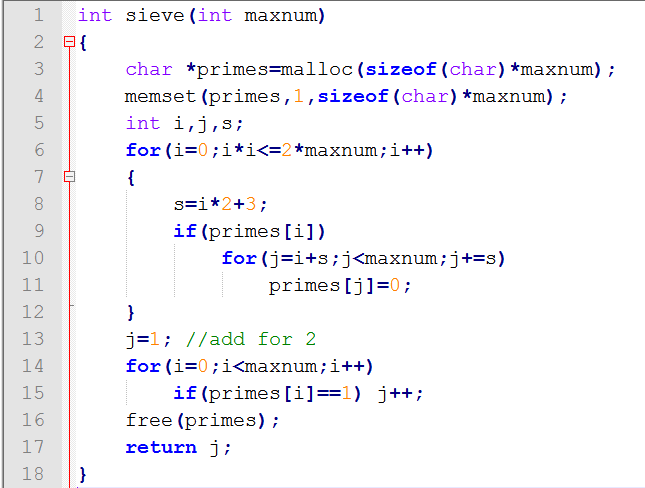 1 int sieve(int maxnum)
2 {
3     char *primes=malloc(sizeof(char)*maxnum);
4     memset(primes,1,sizeof(char)*maxnum);
5     int i,j,s;
6     for(i=0;i*i<=2*maxnum;i++)
7     {
8         s=i*2+3;
9         if(primes[i])
10             for(j=i+s;j<maxnum;j+=s)
11                 primes[j]=0;
12     }
13     j=1; //add for 2
14     for(i=0;i<maxnum;i++)
15         if(primes[i]==1) j++;
16     free(primes);
17     return j;
18 }